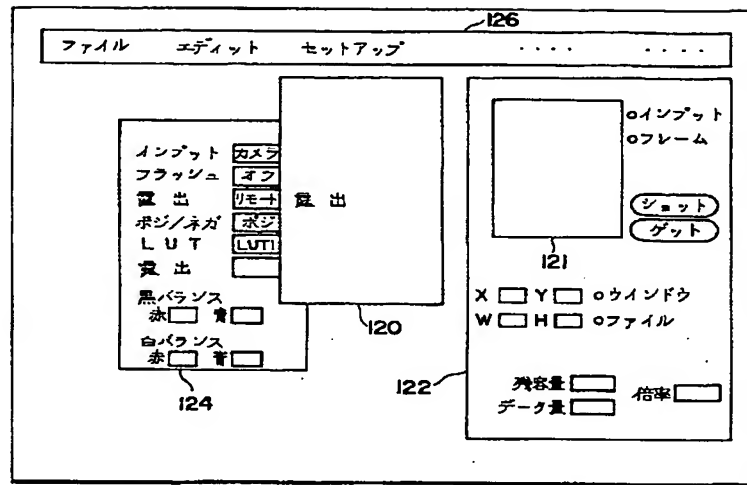 126
ファイル エディット セットアップ ‥‥ ‥‥
インプット カメラ
フラッシュ オフ
露出 リモート
ポジ/ネガ ポジ
LUT LUT1
露出
黒バランス
赤 青
白バランス
赤 青
124
露出
120
インプット
フレーム
ショット
ゲット
121
X Y ウインドウ
W H ファイル
122
残容量
データ量
倍率